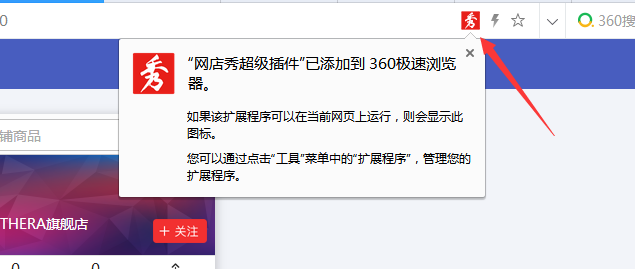 0
360搜
秀
秀
“网店秀超级插件”已添加到 360极速浏览
器。
如果该扩展程序可以在当前网页上运行，则会显示此
图标。
您可以通过点击“工具”菜单中的“扩展程序”，管理您的
扩展程序。
铺商品
THERA旗舰店
+ 关注
0 0